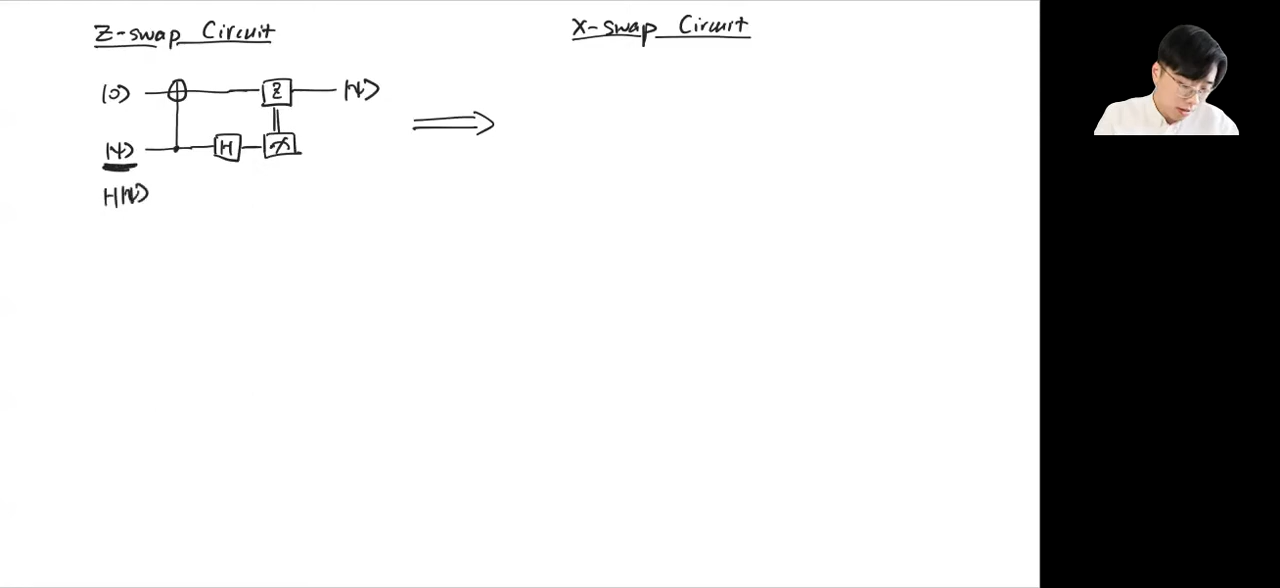 Z-swap Circuit
X-swap Circuit
|0⟩ Z |ψ⟩
|ψ⟩ H X
H|ψ⟩